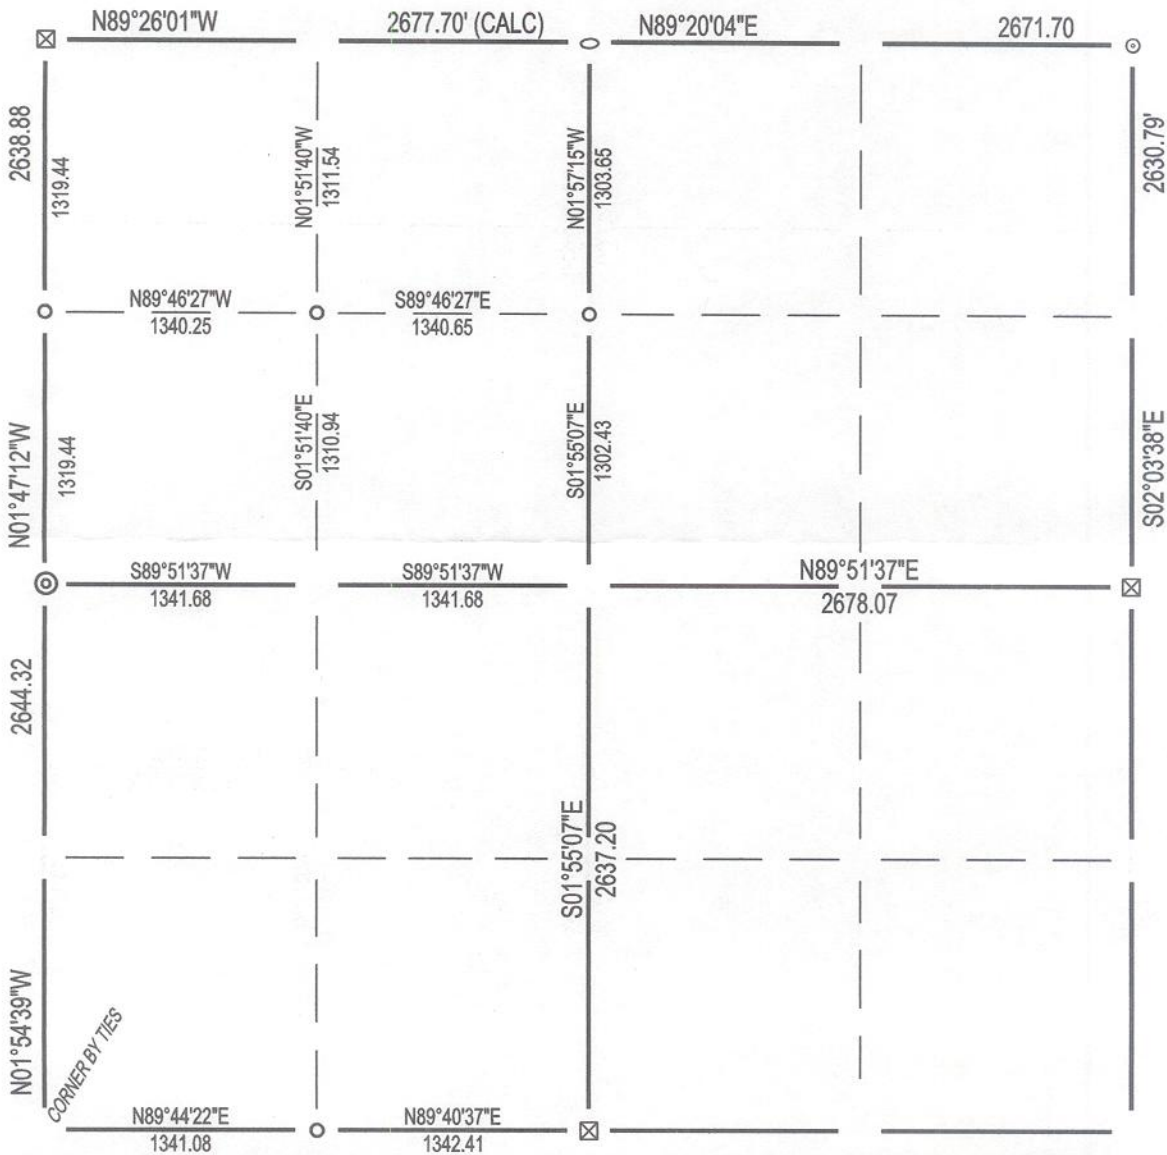 N89°26'01"W
2677.70' (CALC)
N89°20'04"E
2671.70
2638.88
1319.44
N01°51'40"W
1311.54
N01°57'15"W
1303.65
2630.79'
N89°46'27"W
1340.25
S89°46'27"E
1340.65
N01°47'12"W
1319.44
S01°51'40"E
1310.94
S01°55'07"E
1302.43
S02°03'38"E
S89°51'37"W
1341.68
S89°51'37"W
1341.68
N89°51'37"E
2678.07
2644.32
S01°55'07"E
2637.20
N01°54'39"W
CORNER BY TIES
N89°44'22"E
1341.08
N89°40'37"E
1342.41